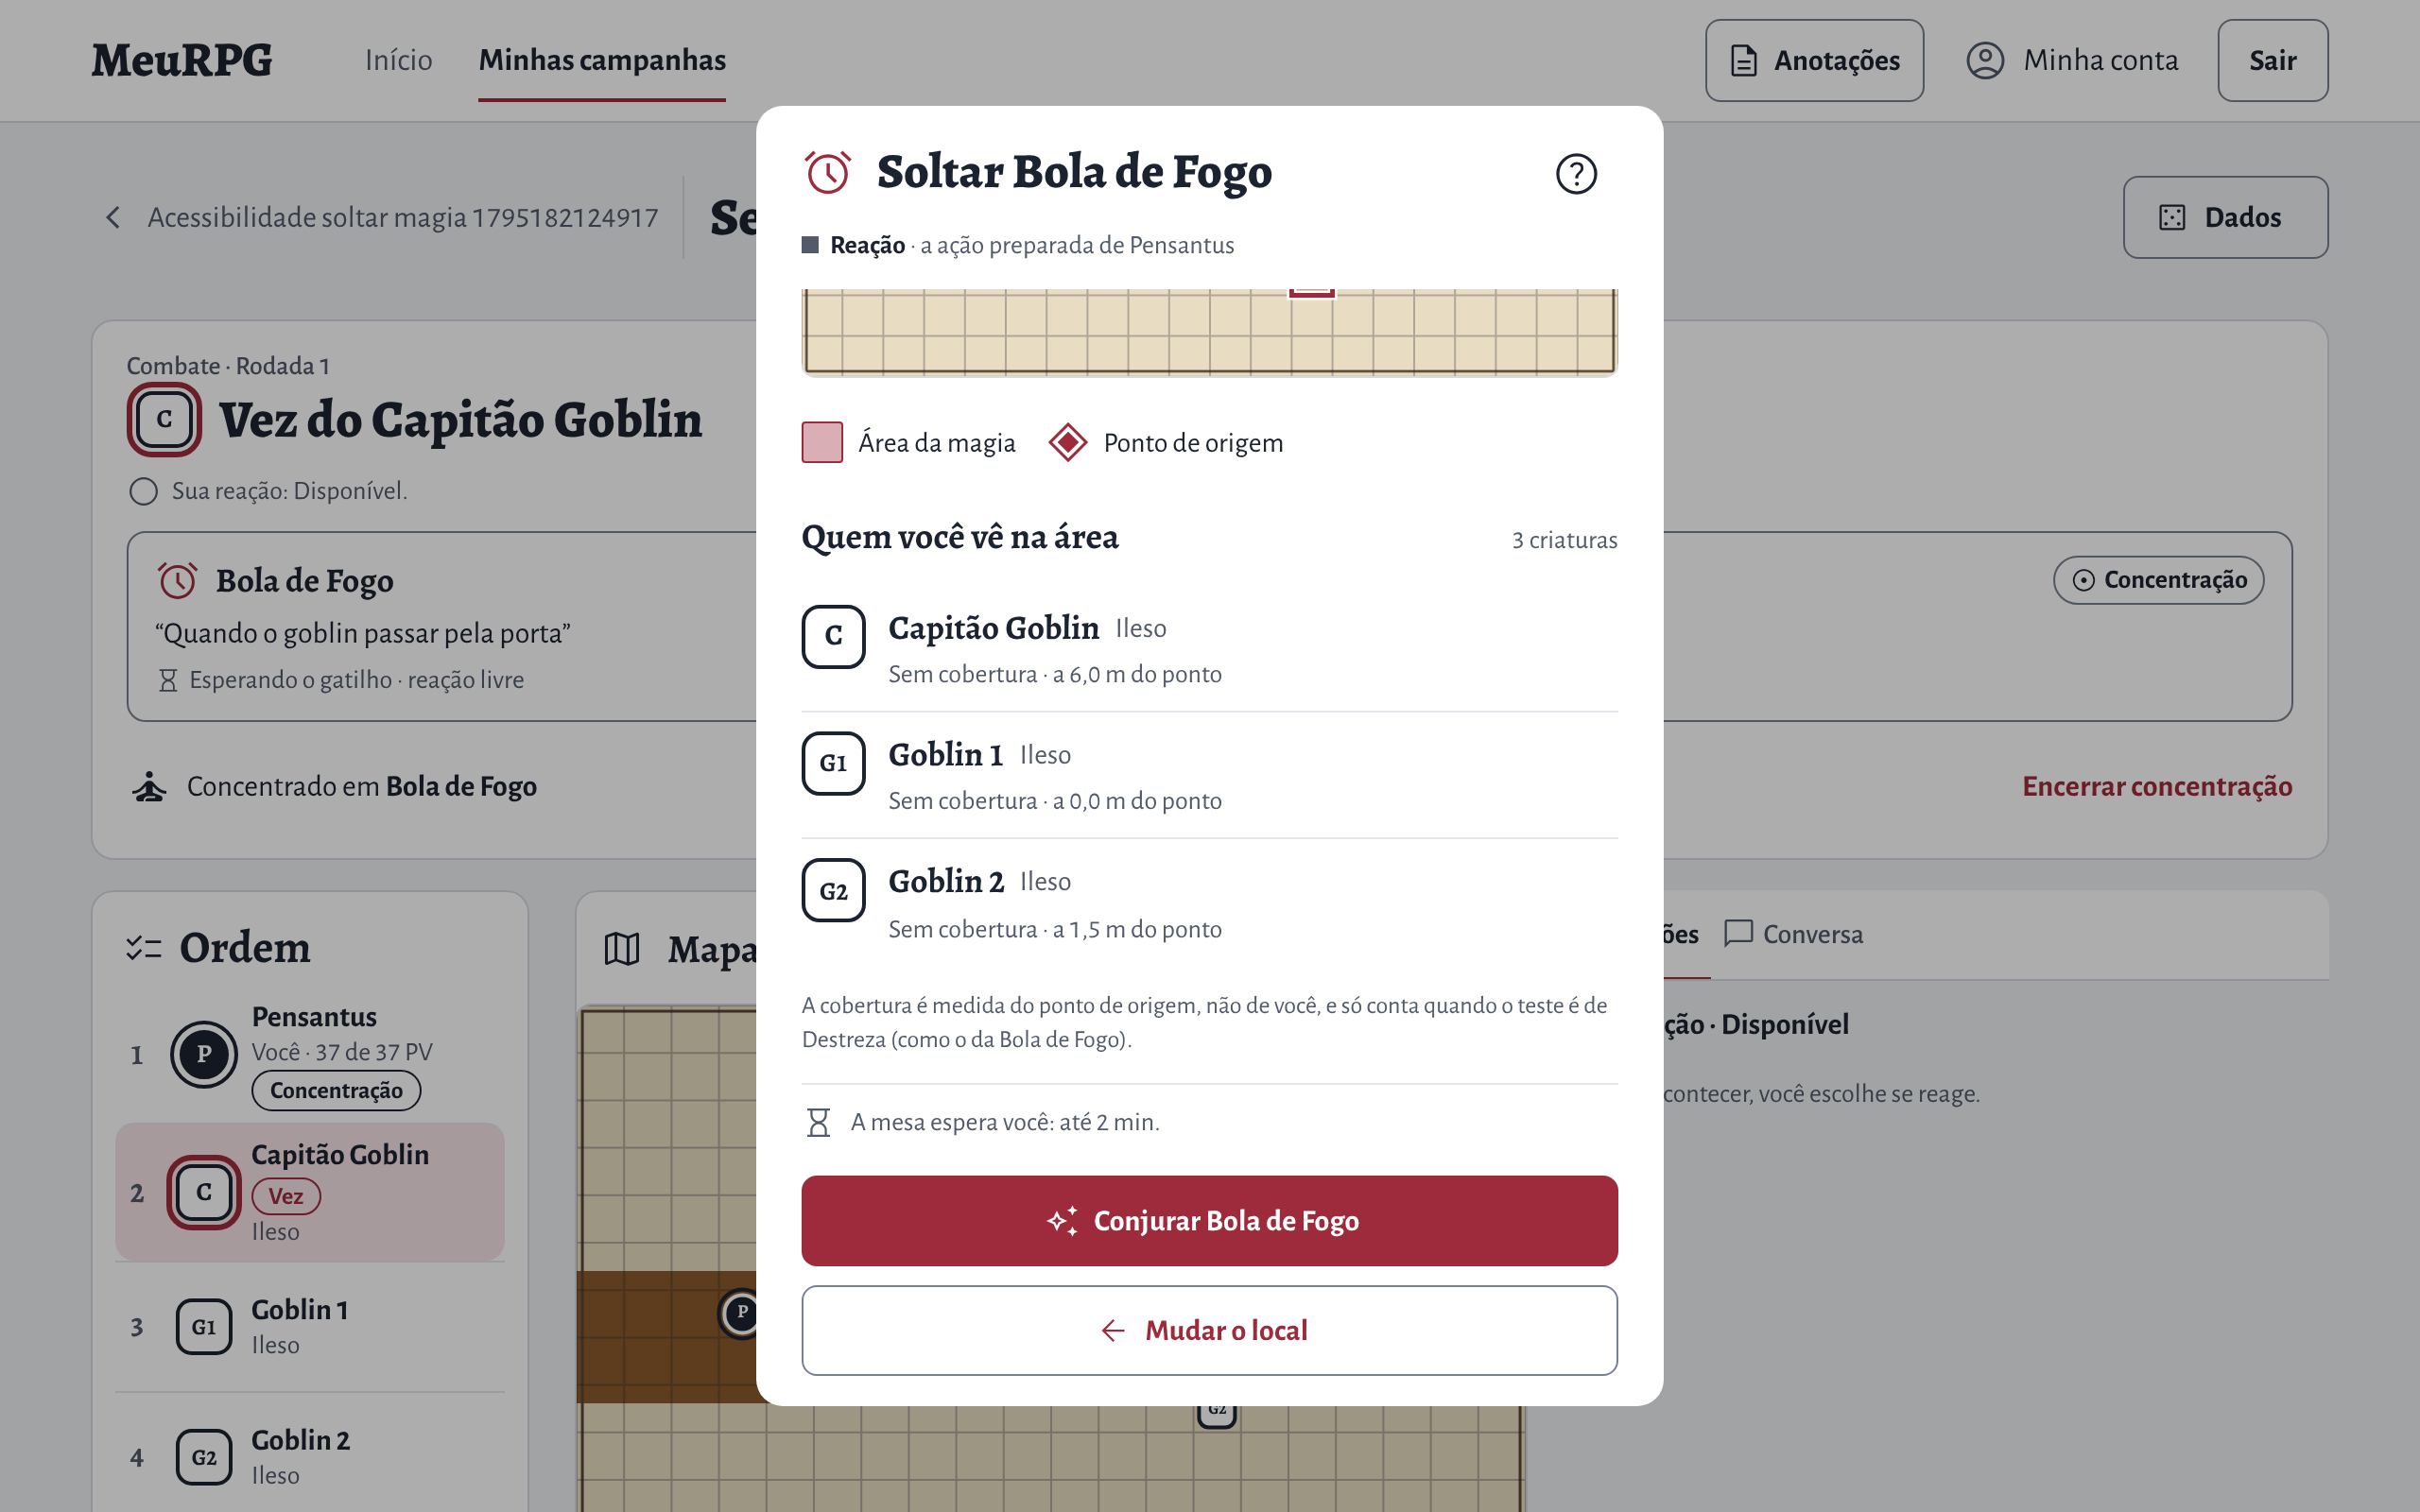 MeuRPG
Início
Minhas campanhas
Anotações
Minha conta
Sair
Acessibilidade soltar magia 1795182124917
Dados
Combate · Rodada 1
C
Vez do Capitão Goblin
Sua reação: Disponível.
Bola de Fogo
“Quando o goblin passar pela porta”
Esperando o gatilho · reação livre
Concentração
Concentrado em Bola de Fogo
Encerrar concentração
Ordem
1
P
Pensantus
Você · 37 de 37 PV
Concentração
2
C
Capitão Goblin
Vez
Ileso
3
G1
Goblin 1
Ileso
4
G2
Goblin 2
Ileso
Mapa
P
G2
Conversa
· Disponível
você escolhe se reage.
Soltar Bola de Fogo
Reação · a ação preparada de Pensantus
Área da magia
Ponto de origem
Quem você vê na área
3 criaturas
C
Capitão Goblin Ileso
Sem cobertura · a 6,0 m do ponto
G1
Goblin 1 Ileso
Sem cobertura · a 0,0 m do ponto
G2
Goblin 2 Ileso
Sem cobertura · a 1,5 m do ponto
A cobertura é medida do ponto de origem, não de você, e só conta quando o teste é de
Destreza (como o da Bola de Fogo).
A mesa espera você: até 2 min.
Conjurar Bola de Fogo
Mudar o local